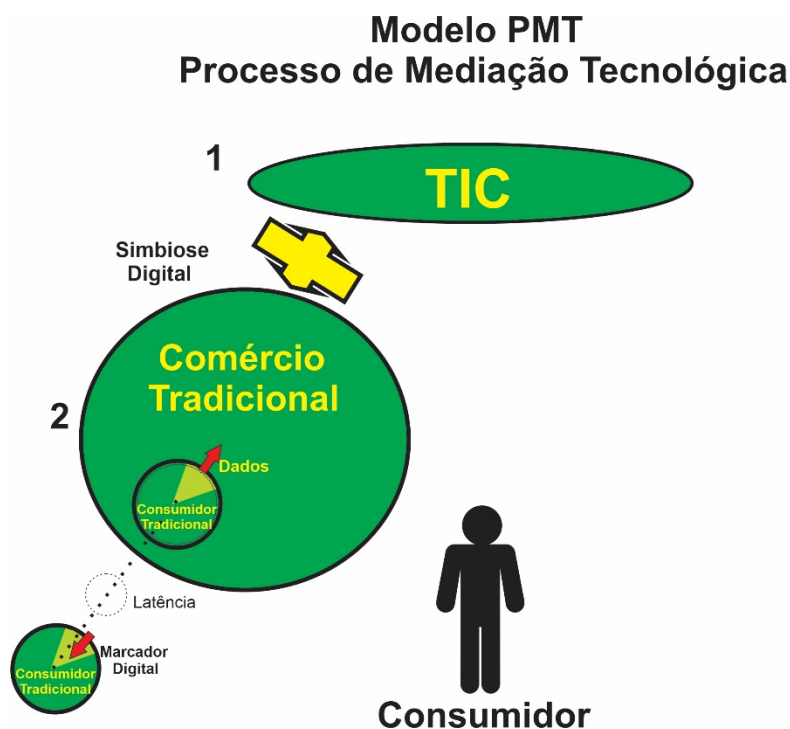 Modelo PMT
Processo de Mediação Tecnológica
1
TIC
Simbiose
Digital
Comércio
Tradicional
2
Dados
Consumidor
Tradicional
Latência
Marcador
Digital
Consumidor
Tradicional
Consumidor